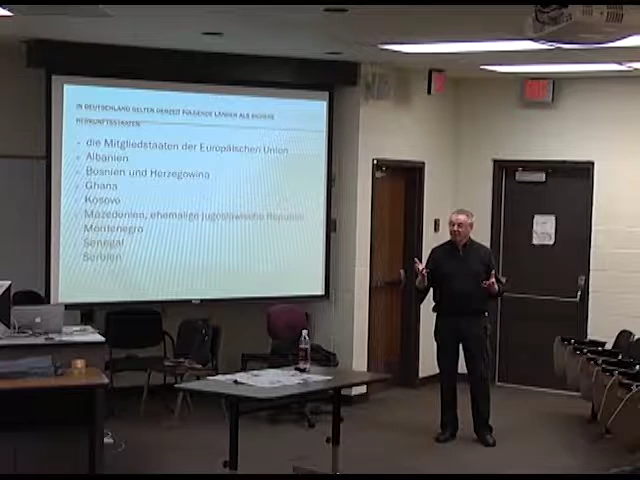 IN DEUTSCHLAND GELTEN DERZEIT FOLGENDE LÄNDER ALS SICHERE
HERKUNFTSSTAATEN
die Mitgliedstaaten der Europäischen Union
Albanien
Bosnien und Herzegowina
Ghana
Kosovo
Mazedonien, ehemalige jugoslawische Republik
Montenegro
Senegal
Serbien